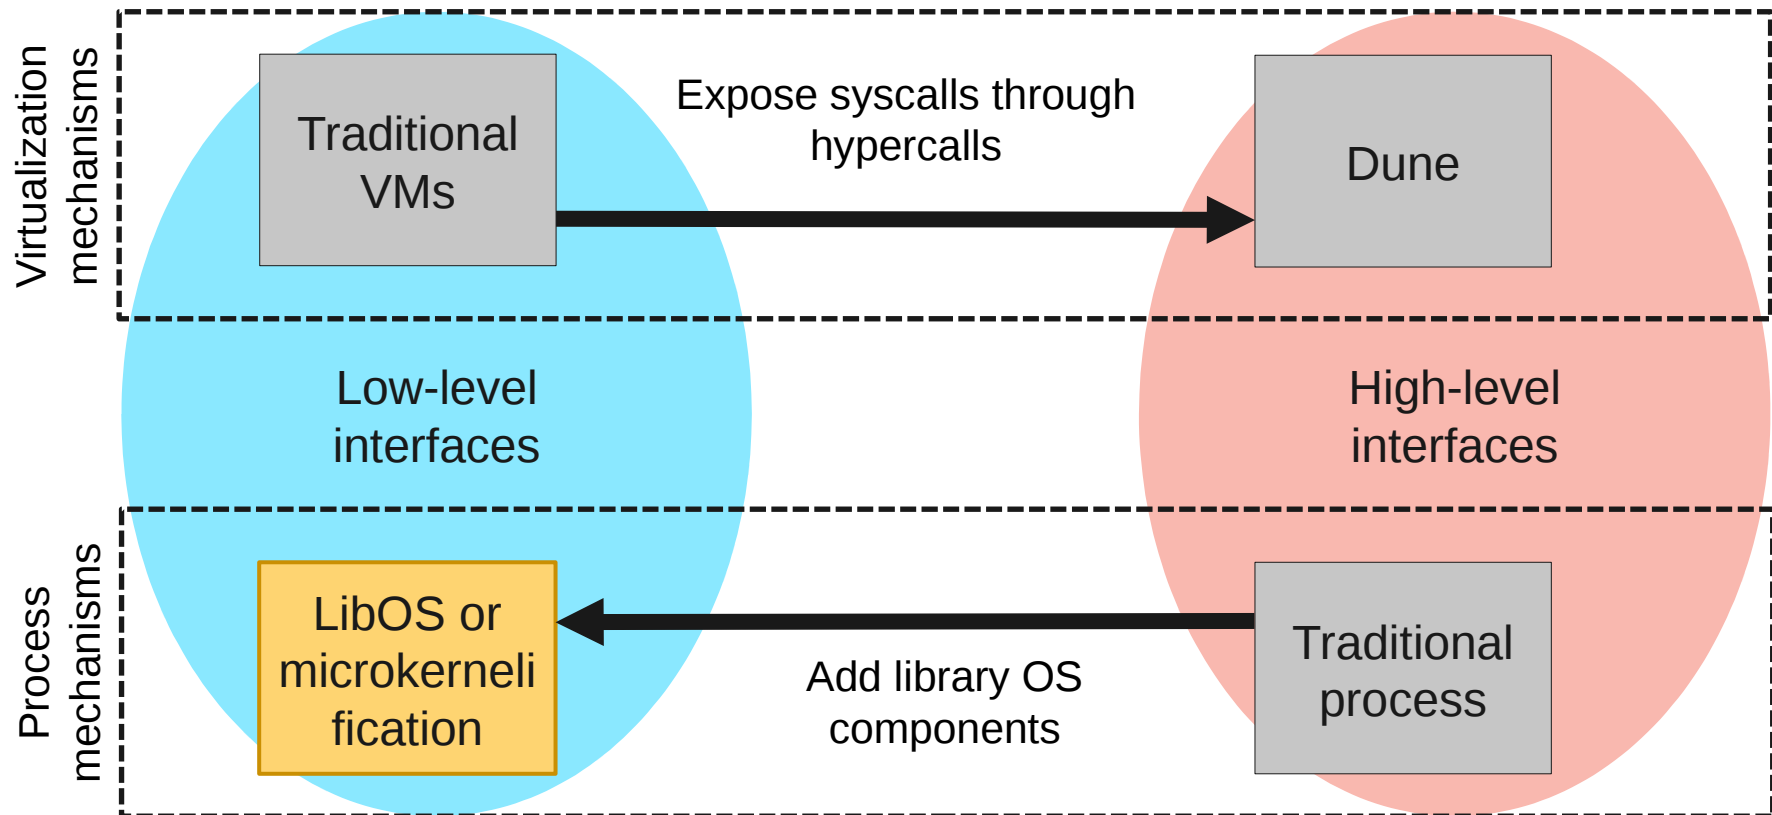 Virtualization
mechanisms
Traditional
VMs
Expose syscalls through
hypercalls
Dune
Low-level
interfaces
High-level
interfaces
Process
mechanisms
LibOS or
microkerneli
fication
Add library OS
components
Traditional
process